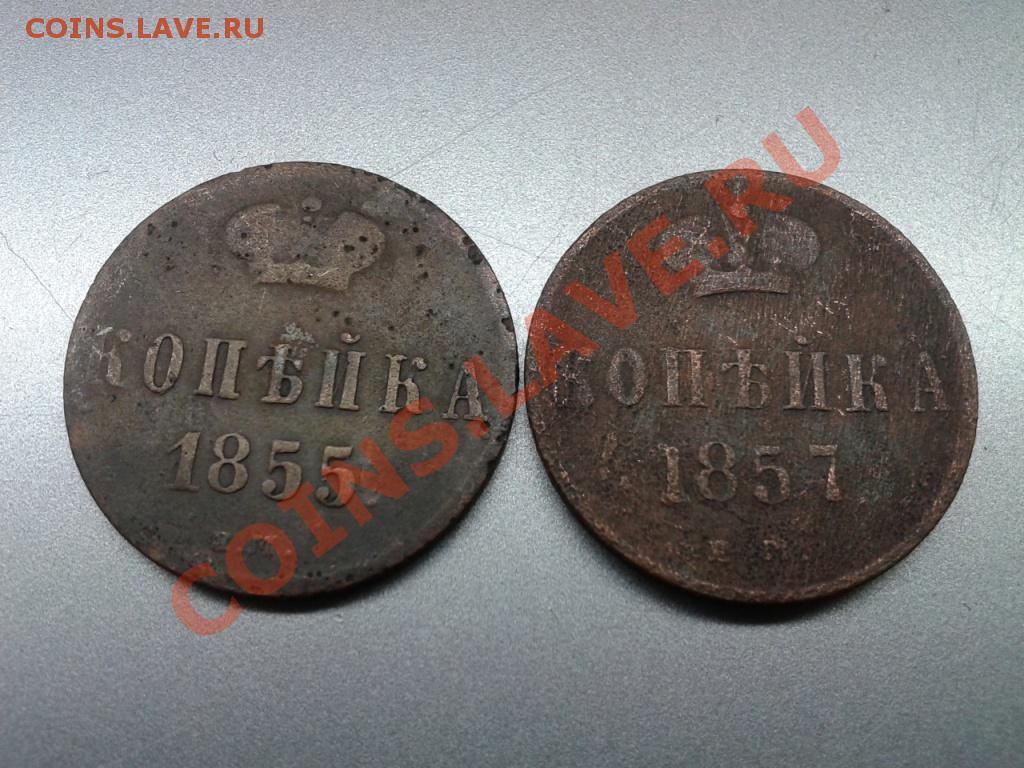 COINS.LAVE.RU
КОПѢЙКА
1855
КОПѢЙКА
1857
Е. М.
COINS.LAVE.RU